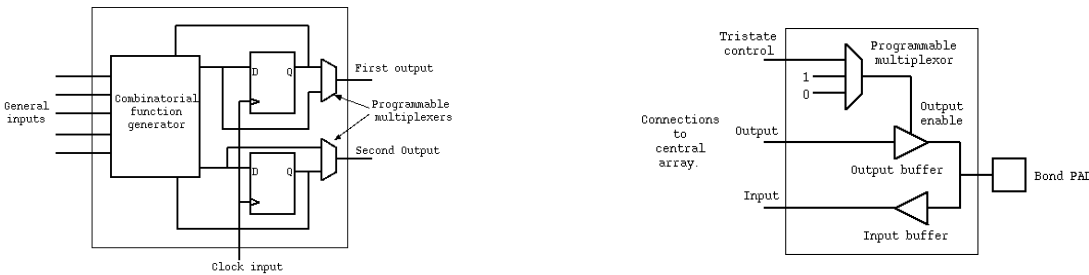 General
inputs
Combinatorial
function
generator
D
Q
D
Q
First output
Programmable
multiplexers
Second Output
Clock input
Tristate
control
1
0
Programmable
multiplexor
Output
enable
Connections
to
central
array.
Output
Output buffer
Input
Input buffer
Bond PAD